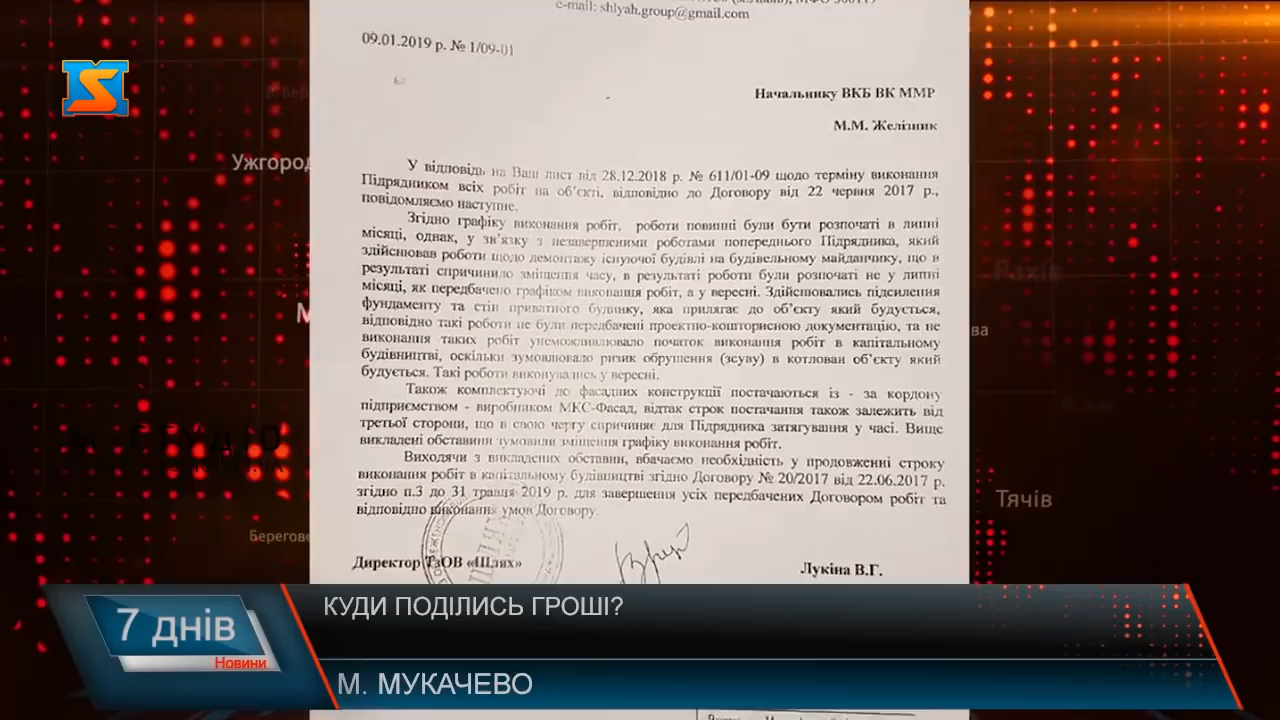 e-mail: shlyah.group@gmail.com
09.01.2019 р. № 1/09-01
Начальнику ВКБ ВК ММР
М.М. Желізник
У відповідь на Ваш лист від 28.12.2018 р. № 611/01-09 щодо терміну виконання
Підрядником всіх робіт на об’єкті, відповідно до Договору від 22 червня 2017 р.,
повідомляємо наступне.
Згідно графіку виконання робіт, роботи повинні були бути розпочаті в липні
місяці, однак, у зв’язку з незавершеними роботами попереднього Підрядника, який
здійснював роботи щодо демонтажу існуючої будівлі на будівельному майданчику, що в
результаті спричинило зміщення часу, в результаті роботи були розпочаті не у липні
місяці, як передбачено графіком виконання робіт, а у вересні. Здійснювались підсилення
фундаменту та стін приватного будинку, яка прилягає до об’єкту який будується,
відповідно такі роботи не були передбачені проектно-кошторисною документацію, та не
виконання таких робіт унеможливлювало початок виконання робіт в капітальному
будівництві, оскільки зумовлювало ризик обрушення (зсуву) в котлован об’єкту який
будується. Такі роботи виконувались у вересні.
Також комплектуючі до фасадних конструкції постачаються із - за кордону
підприємством - виробником МКС-Фасад, відтак строк постачання також залежить від
третьої сторони, що в свою чергу спричиняє для Підрядника затягування у часі. Вище
викладені обставини зумовили зміщення графіку виконання робіт.
Виходячи з викладених обставин, вбачаємо необхідність у продовженні строку
виконання робіт в капітальному будівництві згідно Договору № 20/2017 від 22.06.2017 р.
згідно п.3 до 31 травня 2019 р. для завершення усіх передбачених Договором робіт та
відповідно виконання умов Договору.
Директор ТзОВ «Шлях»
Лукіна В.Г.
Ужгород
Рахів
Тячів
Берегове
7 днів
Новини
КУДИ ПОДІЛИСЬ ГРОШІ?
М. МУКАЧЕВО